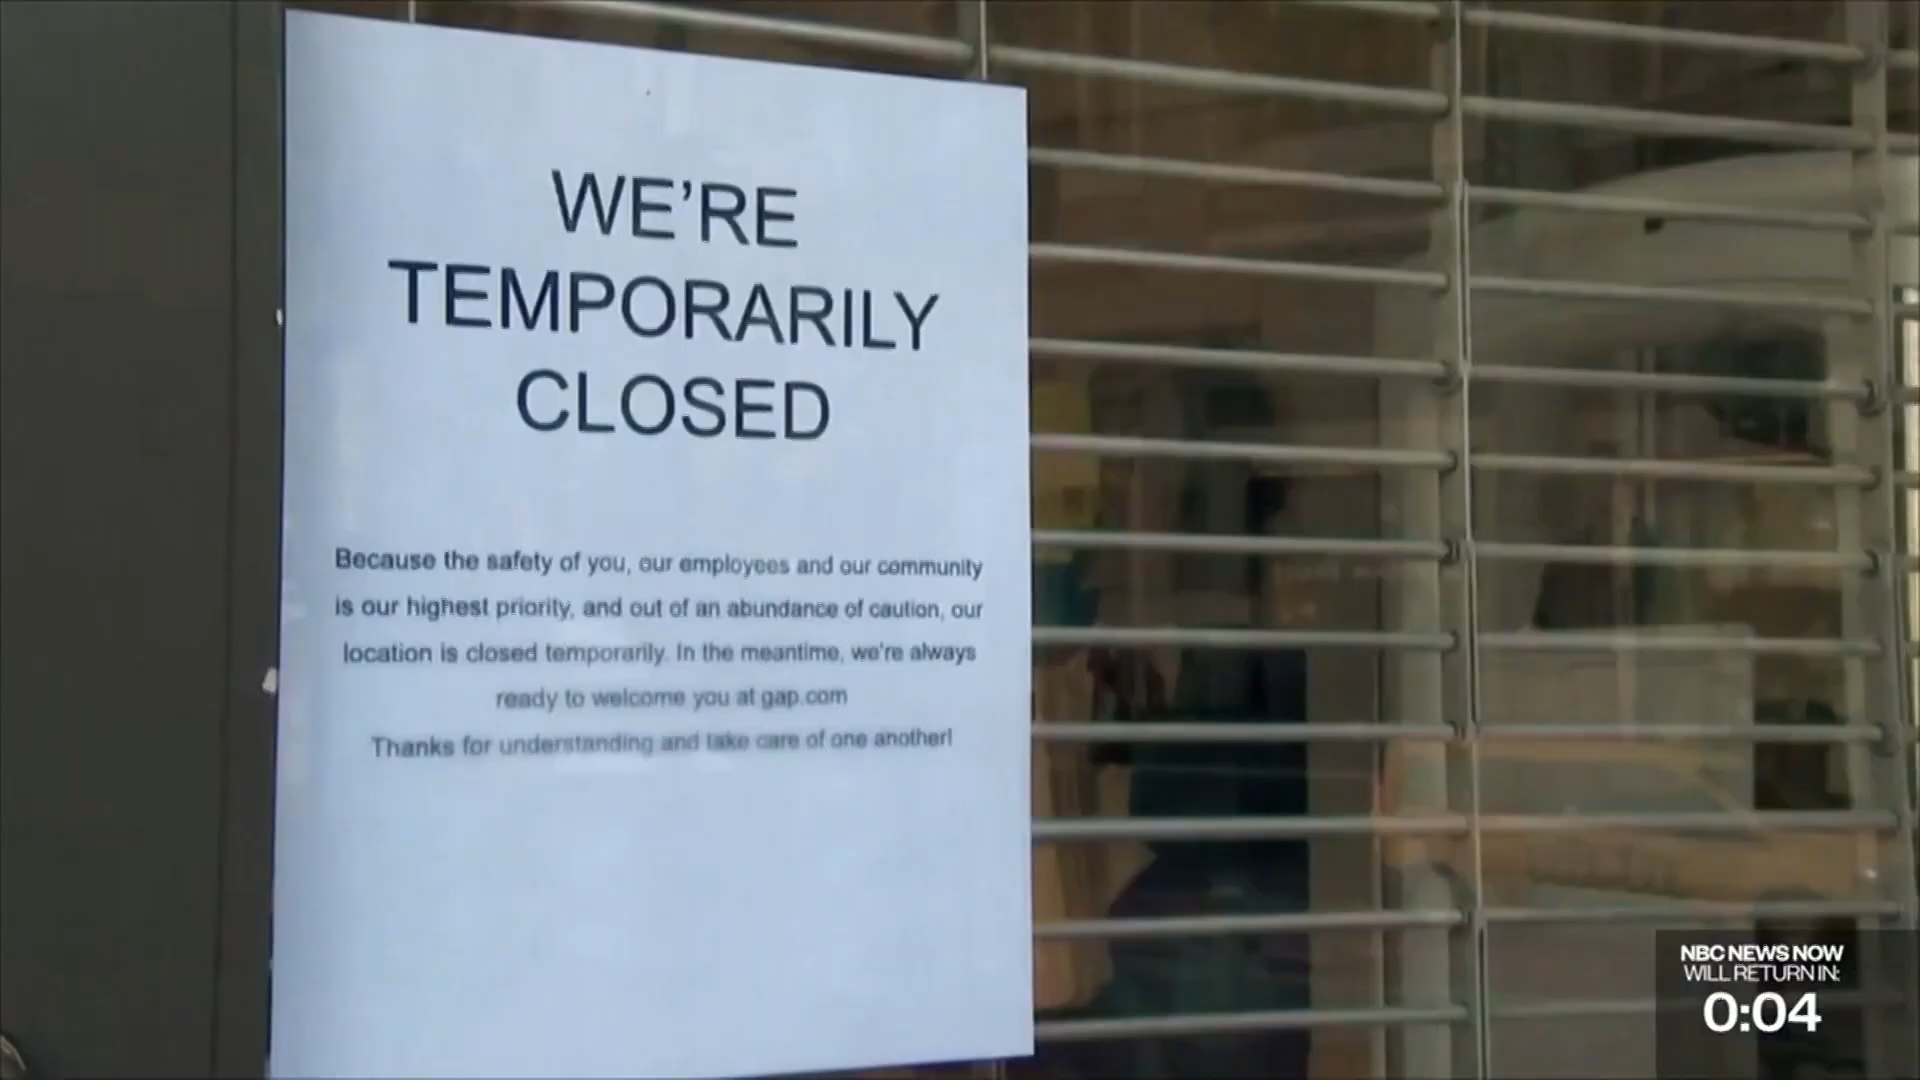 WE'RE
TEMPORARILY
CLOSED
Because the safety of you, our employees and our community
is our highest priority, and out of an abundance of caution, our
location is closed temporarily. In the meantime, we're always
ready to welcome you at gap.com
Thanks for understanding and take care of one another!
NBC NEWS NOW
WILL RETURN IN:
0:04